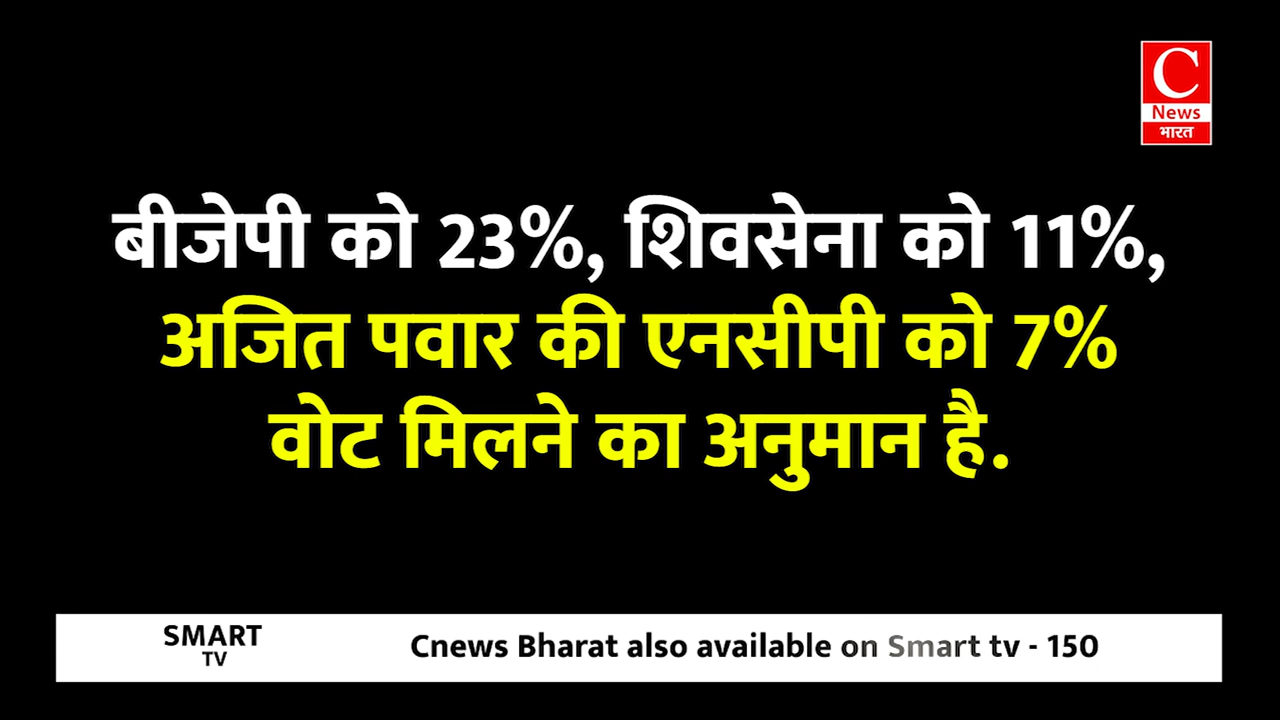 C
News
भारत
बीजेपी को 23%, शिवसेना को 11%,
अजित पवार की एनसीपी को 7%
वोट मिलने का अनुमान है.
SMART
TV
Cnews Bharat also available on Smart tv - 150